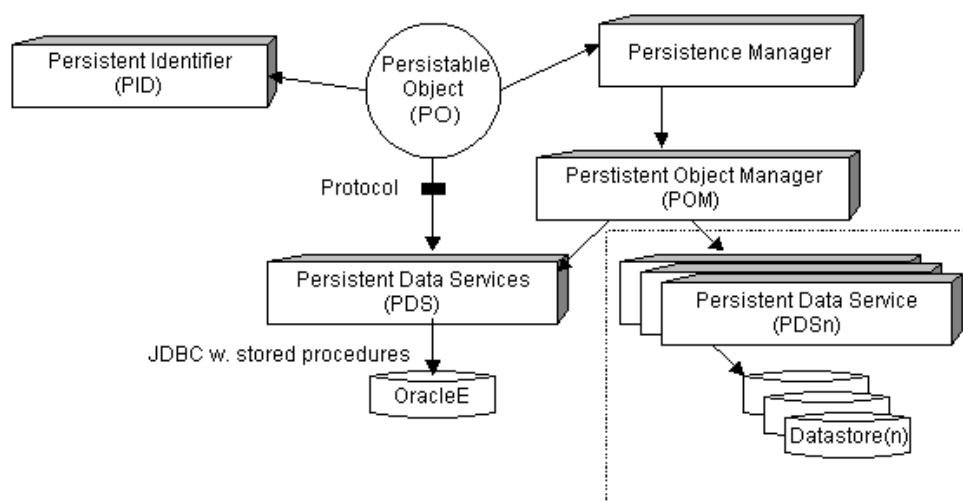 Persistent Identifier
(PID)
Persistable
Object
(PO)
Persistence Manager
Protocol
Perstistent Object Manager
(POM)
Persistent Data Services
(PDS)
Persistent Data Service
(PDSn)
JDBC w. stored procedures
OracleE
Datastore(n)